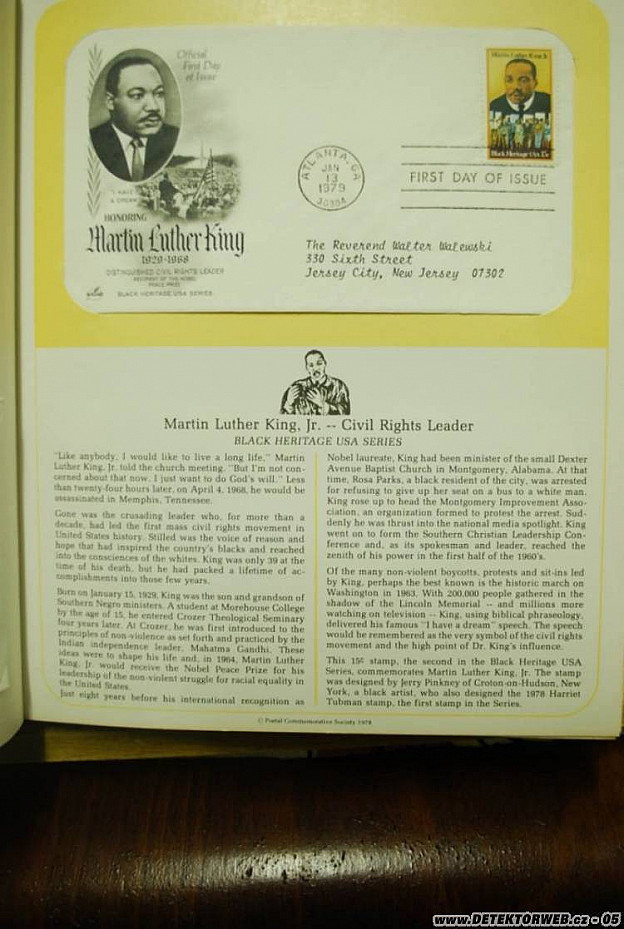 Official
First Day
of Issue
Martin Luther King Jr.
Black Heritage USA 15c
ATLANTA, GA
JAN
13
1979
FIRST DAY OF ISSUE
"I HAVE
A DREAM
HONORING
Martin Luther King
1929-1968
DISTINGUISHED CIVIL RIGHTS LEADER
RECIPIENT OF THE NOBEL
PEACE PRIZE
BLACK HERITAGE USA SERIES
The Reverend Walter Walewski
330 Sixth Street
Jersey City, New Jersey 07302
Martin Luther King, Jr. -- Civil Rights Leader
BLACK HERITAGE USA SERIES
"Like anybody, I would like to live a long life," Martin
Luther King, Jr. told the church meeting. "But I'm not con-
cerned about that now. I just want to do God's will." Less
than twenty-four hours later, on April 4, 1968, he would be
assassinated in Memphis, Tennessee.
Gone was the crusading leader who, for more than a
decade, had led the first mass civil rights movement in
United States history. Stilled was the voice of reason and
hope that had inspired the country's blacks and reached
into the consciences of the whites. King was only 39 at the
time of his death, but he had packed a lifetime of ac-
complishments into those few years.
Born on January 15, 1929, King was the son and grandson of
Southern Negro ministers. A student at Morehouse College
by the age of 15, he entered Crozer Theological Seminary
four years later. At Crozer, he was first introduced to the
principles of non-violence as set forth and practiced by the
Indian independence leader, Mahatma Gandhi. These
ideas were to shape his life and, in 1964, Martin Luther
King, Jr. would receive the Nobel Peace Prize for his
leadership of the non-violent struggle for racial equality in
the United States.
Just eight years before his international recognition as
Nobel laureate, King had been minister of the small Dexter
Avenue Baptist Church in Montgomery, Alabama. At that
time, Rosa Parks, a black resident of the city, was arrested
for refusing to give up her seat on a bus to a white man.
King rose up to head the Montgomery Improvement Asso-
ciation, an organization formed to protest the arrest. Sud-
denly he was thrust into the national media spotlight. King
went on to form the Southern Christian Leadership Con-
ference and, as its spokesman and leader, reached the
zenith of his power in the first half of the 1960's.
Of the many non-violent boycotts, protests and sit-ins led
by King, perhaps the best known is the historic march on
Washington in 1963. With 200,000 people gathered in the
shadow of the Lincoln Memorial -- and millions more
watching on television -- King, using biblical phraseology,
delivered his famous "I have a dream" speech. The speech
would be remembered as the very symbol of the civil rights
movement and the high point of Dr. King's influence.
This 15¢ stamp, the second in the Black Heritage USA
Series, commemorates Martin Luther King, Jr. The stamp
was designed by Jerry Pinkney of Croton-on-Hudson, New
York, a black artist, who also designed the 1978 Harriet
Tubman stamp, the first stamp in the Series.
© Postal Commemorative Society 1979
www.DETEKTORWEB.cz - 05